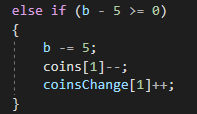 else if (b - 5 >= 0)
{
b -= 5;
coins[1]--;
coinsChange[1]++;
}